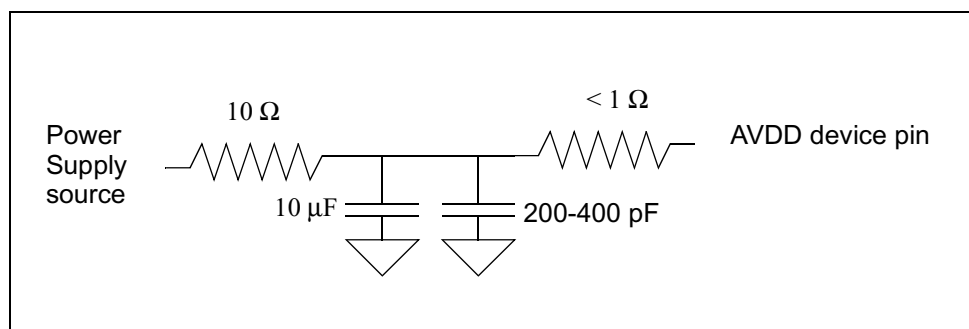 10 Ω
< 1 Ω
Power
Supply
source
AVDD device pin
10 μF
200-400 pF